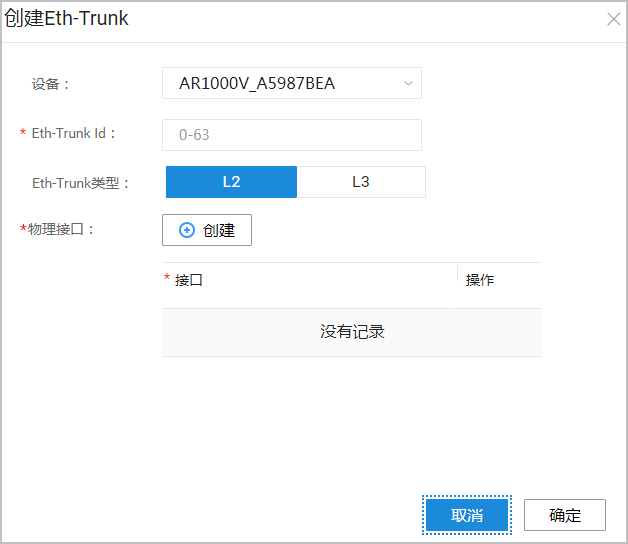 创建Eth-Trunk
设备： AR1000V_A5987BEA
* Eth-Trunk Id： 0-63
Eth-Trunk类型： L2 L3
*物理接口： 创建
* 接口 操作
没有记录
取消 确定